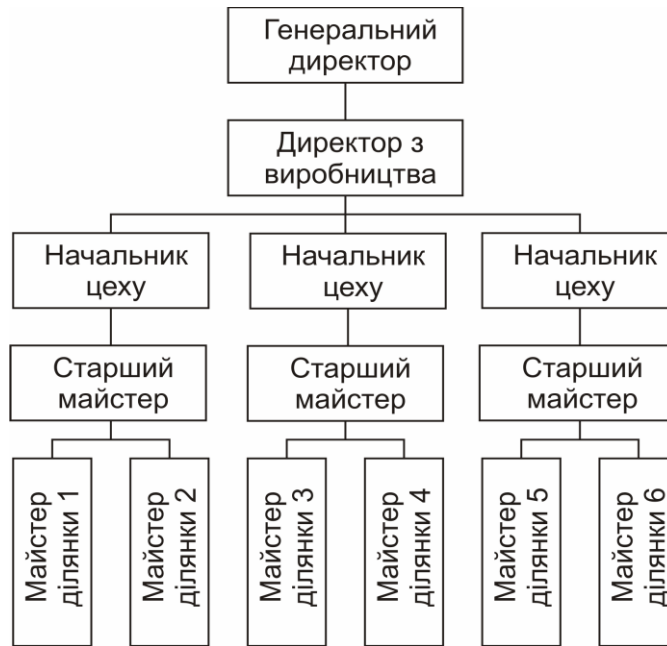 Генеральний
директор
Директор з
виробництва
Начальник
цеху
Начальник
цеху
Начальник
цеху
Старший
майстер
Старший
майстер
Старший
майстер
Майстер
ділянки 1
Майстер
ділянки 2
Майстер
ділянки 3
Майстер
ділянки 4
Майстер
ділянки 5
Майстер
ділянки 6